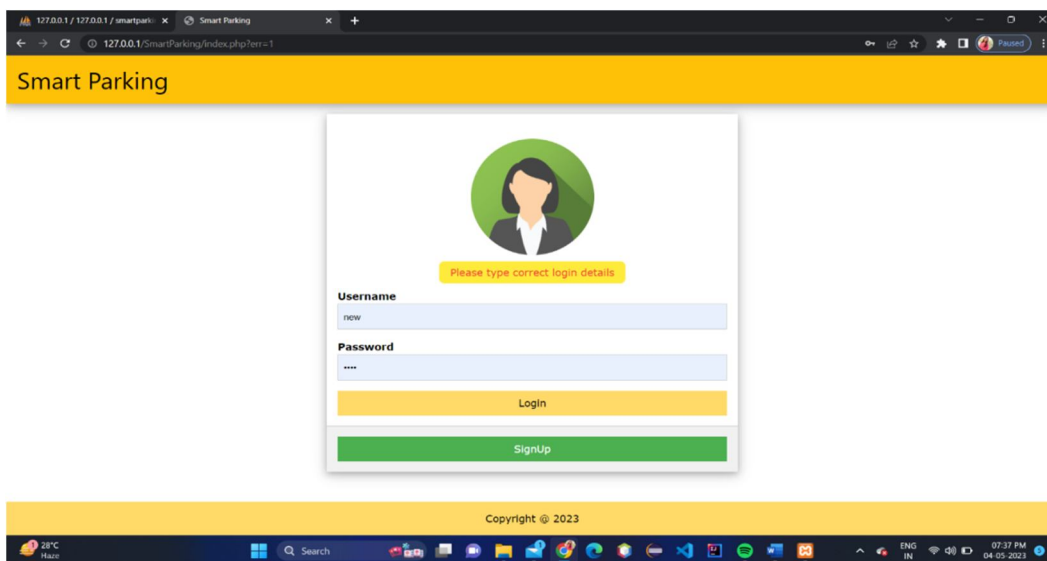 127.0.0.1 / 127.0.0.1 / smartparki
Smart Parking
127.0.0.1/SmartParking/index.php?err=1
Paused
Smart Parking
Please type correct login details
Username
new
Password
••••
Login
SignUp
Copyright @ 2023
28°C
Haze
Search
ENG
IN
07:37 PM
04-05-2023